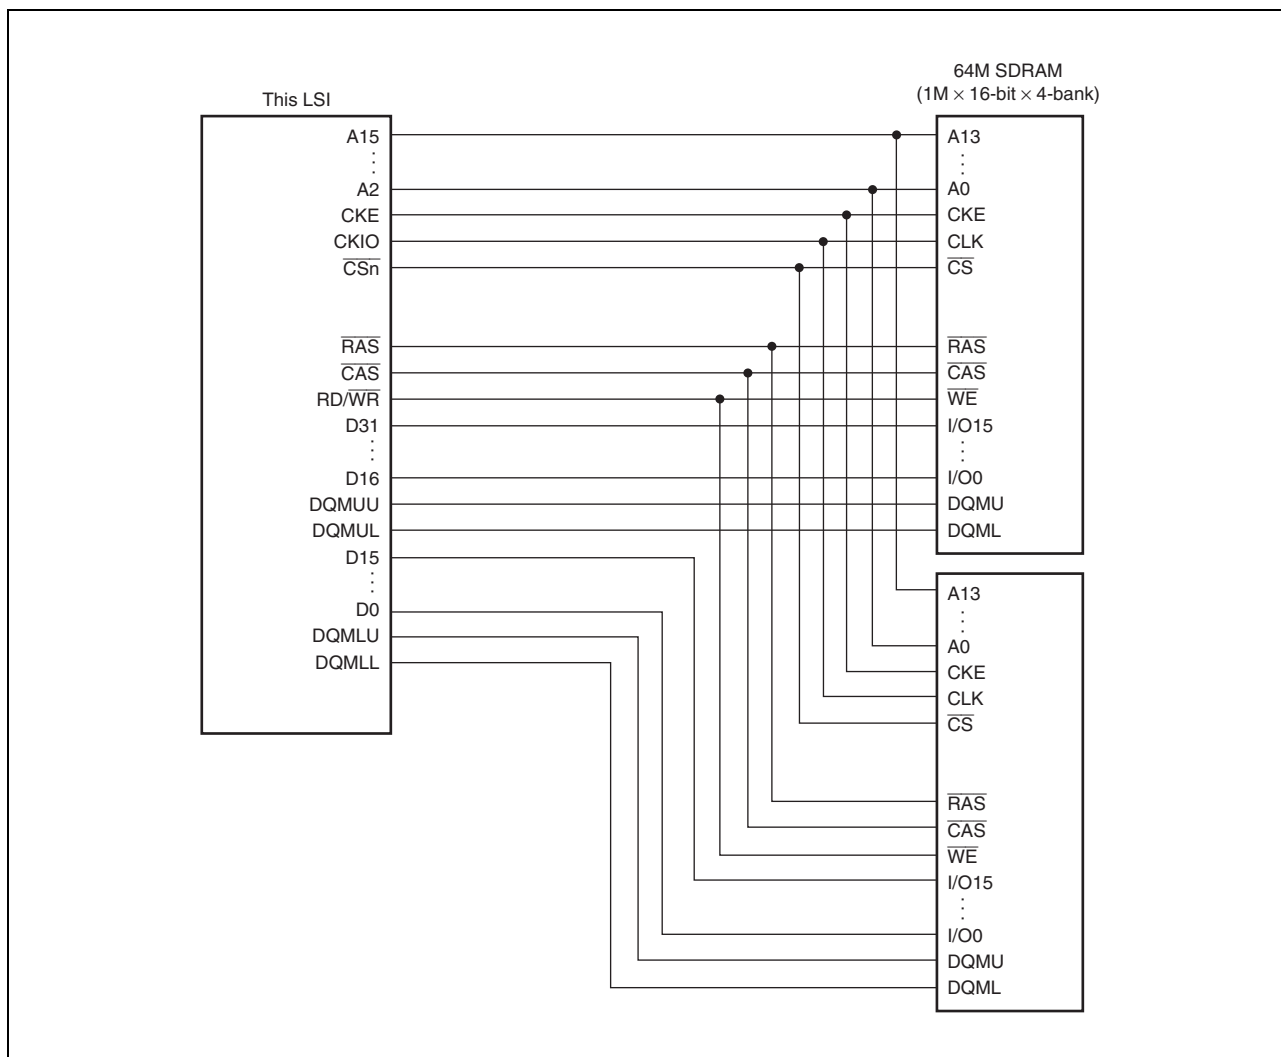 This LSI
A15
A2
CKE
CKIO
CSn
RAS
CAS
RD/WR
D31
D16
DQMUU
DQMUL
D15
D0
DQMLU
DQMLL
64M SDRAM
(1M × 16-bit × 4-bank)
A13
A0
CKE
CLK
CS
RAS
CAS
WE
I/O15
I/O0
DQMU
DQML
A13
A0
CKE
CLK
CS
RAS
CAS
WE
I/O15
I/O0
DQMU
DQML